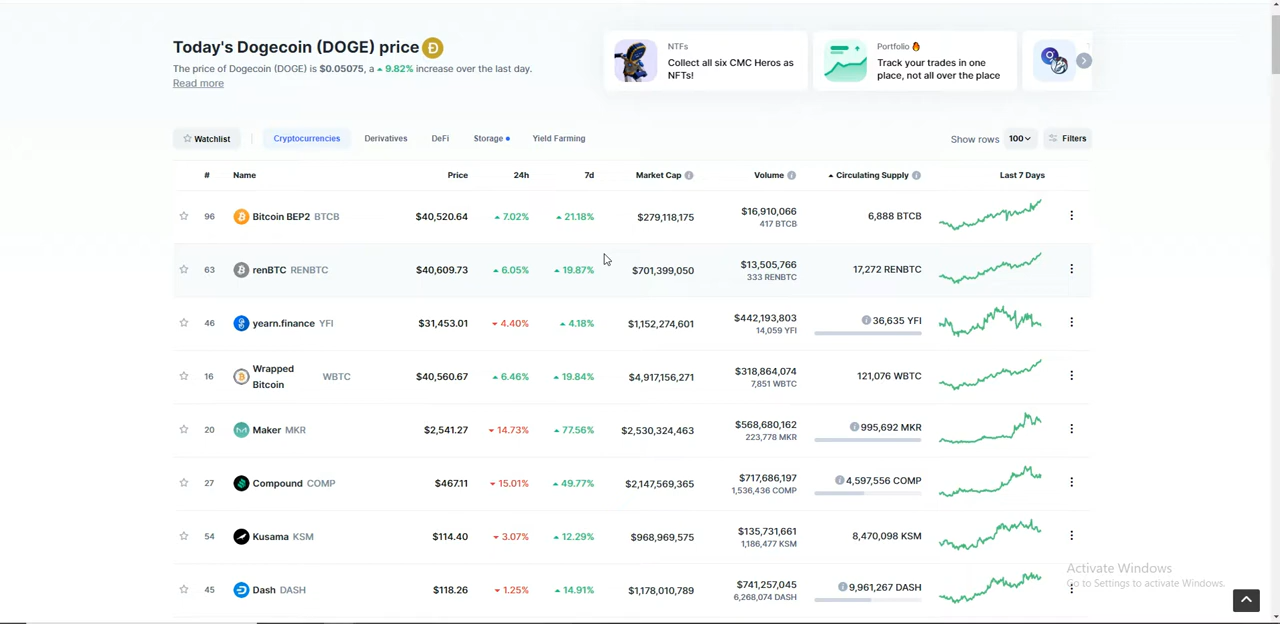 Today's Dogecoin (DOGE) price
The price of Dogecoin (DOGE) is $0.05075, a 9.82% increase over the last day.
Read more
NTFs
Collect all six CMC Heros as
NFTs!
Portfolio
Track your trades in one
place, not all over the place
Watchlist
Cryptocurrencies
Derivatives
DeFi
Storage
Yield Farming
Show rows 100
Filters
# Name Price 24h 7d Market Cap Volume Circulating Supply Last 7 Days
96 Bitcoin BEP2 BTCB $40,520.64 7.02% 21.18% $279,118,175 $16,910,066 6,888 BTCB
417 BTCB
63 renBTC RENBTC $40,609.73 6.05% 19.87% $701,399,050 $13,505,766 17,272 RENBTC
333 RENBTC
46 yearn.finance YFI $31,453.01 4.40% 4.18% $1,152,274,601 $442,193,803 36,635 YFI
14,059 YFI
16 Wrapped Bitcoin WBTC $40,560.67 6.46% 19.84% $4,917,156,271 $318,864,074 121,076 WBTC
7,851 WBTC
20 Maker MKR $2,541.27 14.73% 77.56% $2,530,324,463 $568,680,162 995,692 MKR
223,778 MKR
27 Compound COMP $467.11 15.01% 49.77% $2,147,569,365 $717,686,197 4,597,556 COMP
1,536,436 COMP
54 Kusama KSM $114.40 3.07% 12.29% $968,969,575 $135,731,661 8,470,098 KSM
1,186,477 KSM
45 Dash DASH $118.26 1.25% 14.91% $1,178,010,789 $741,257,045 9,961,267 DASH
6,268,074 DASH
Activate Windows
Go to Settings to activate Windows.